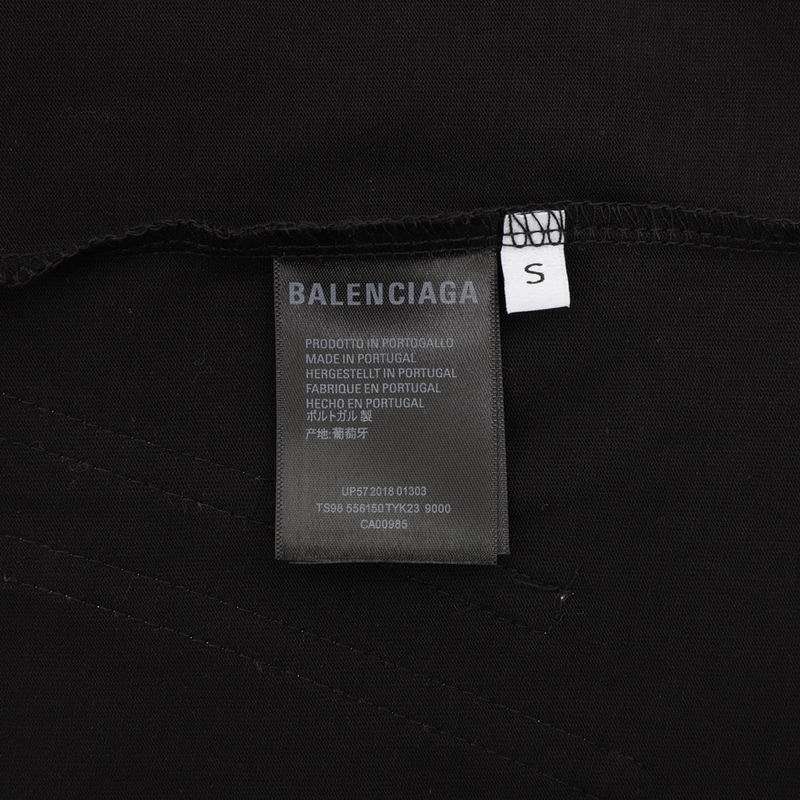 S
BALENCIAGA
PRODOTTO IN PORTOGALLO
MADE IN PORTUGAL
HERGESTELLT IN PORTUGAL
FABRIQUE EN PORTUGAL
HECHO EN PORTUGAL
ポルトガル 製
产地:葡萄牙
UP57 2018 01303
TS98 556150 TYK23 9000
CA00985